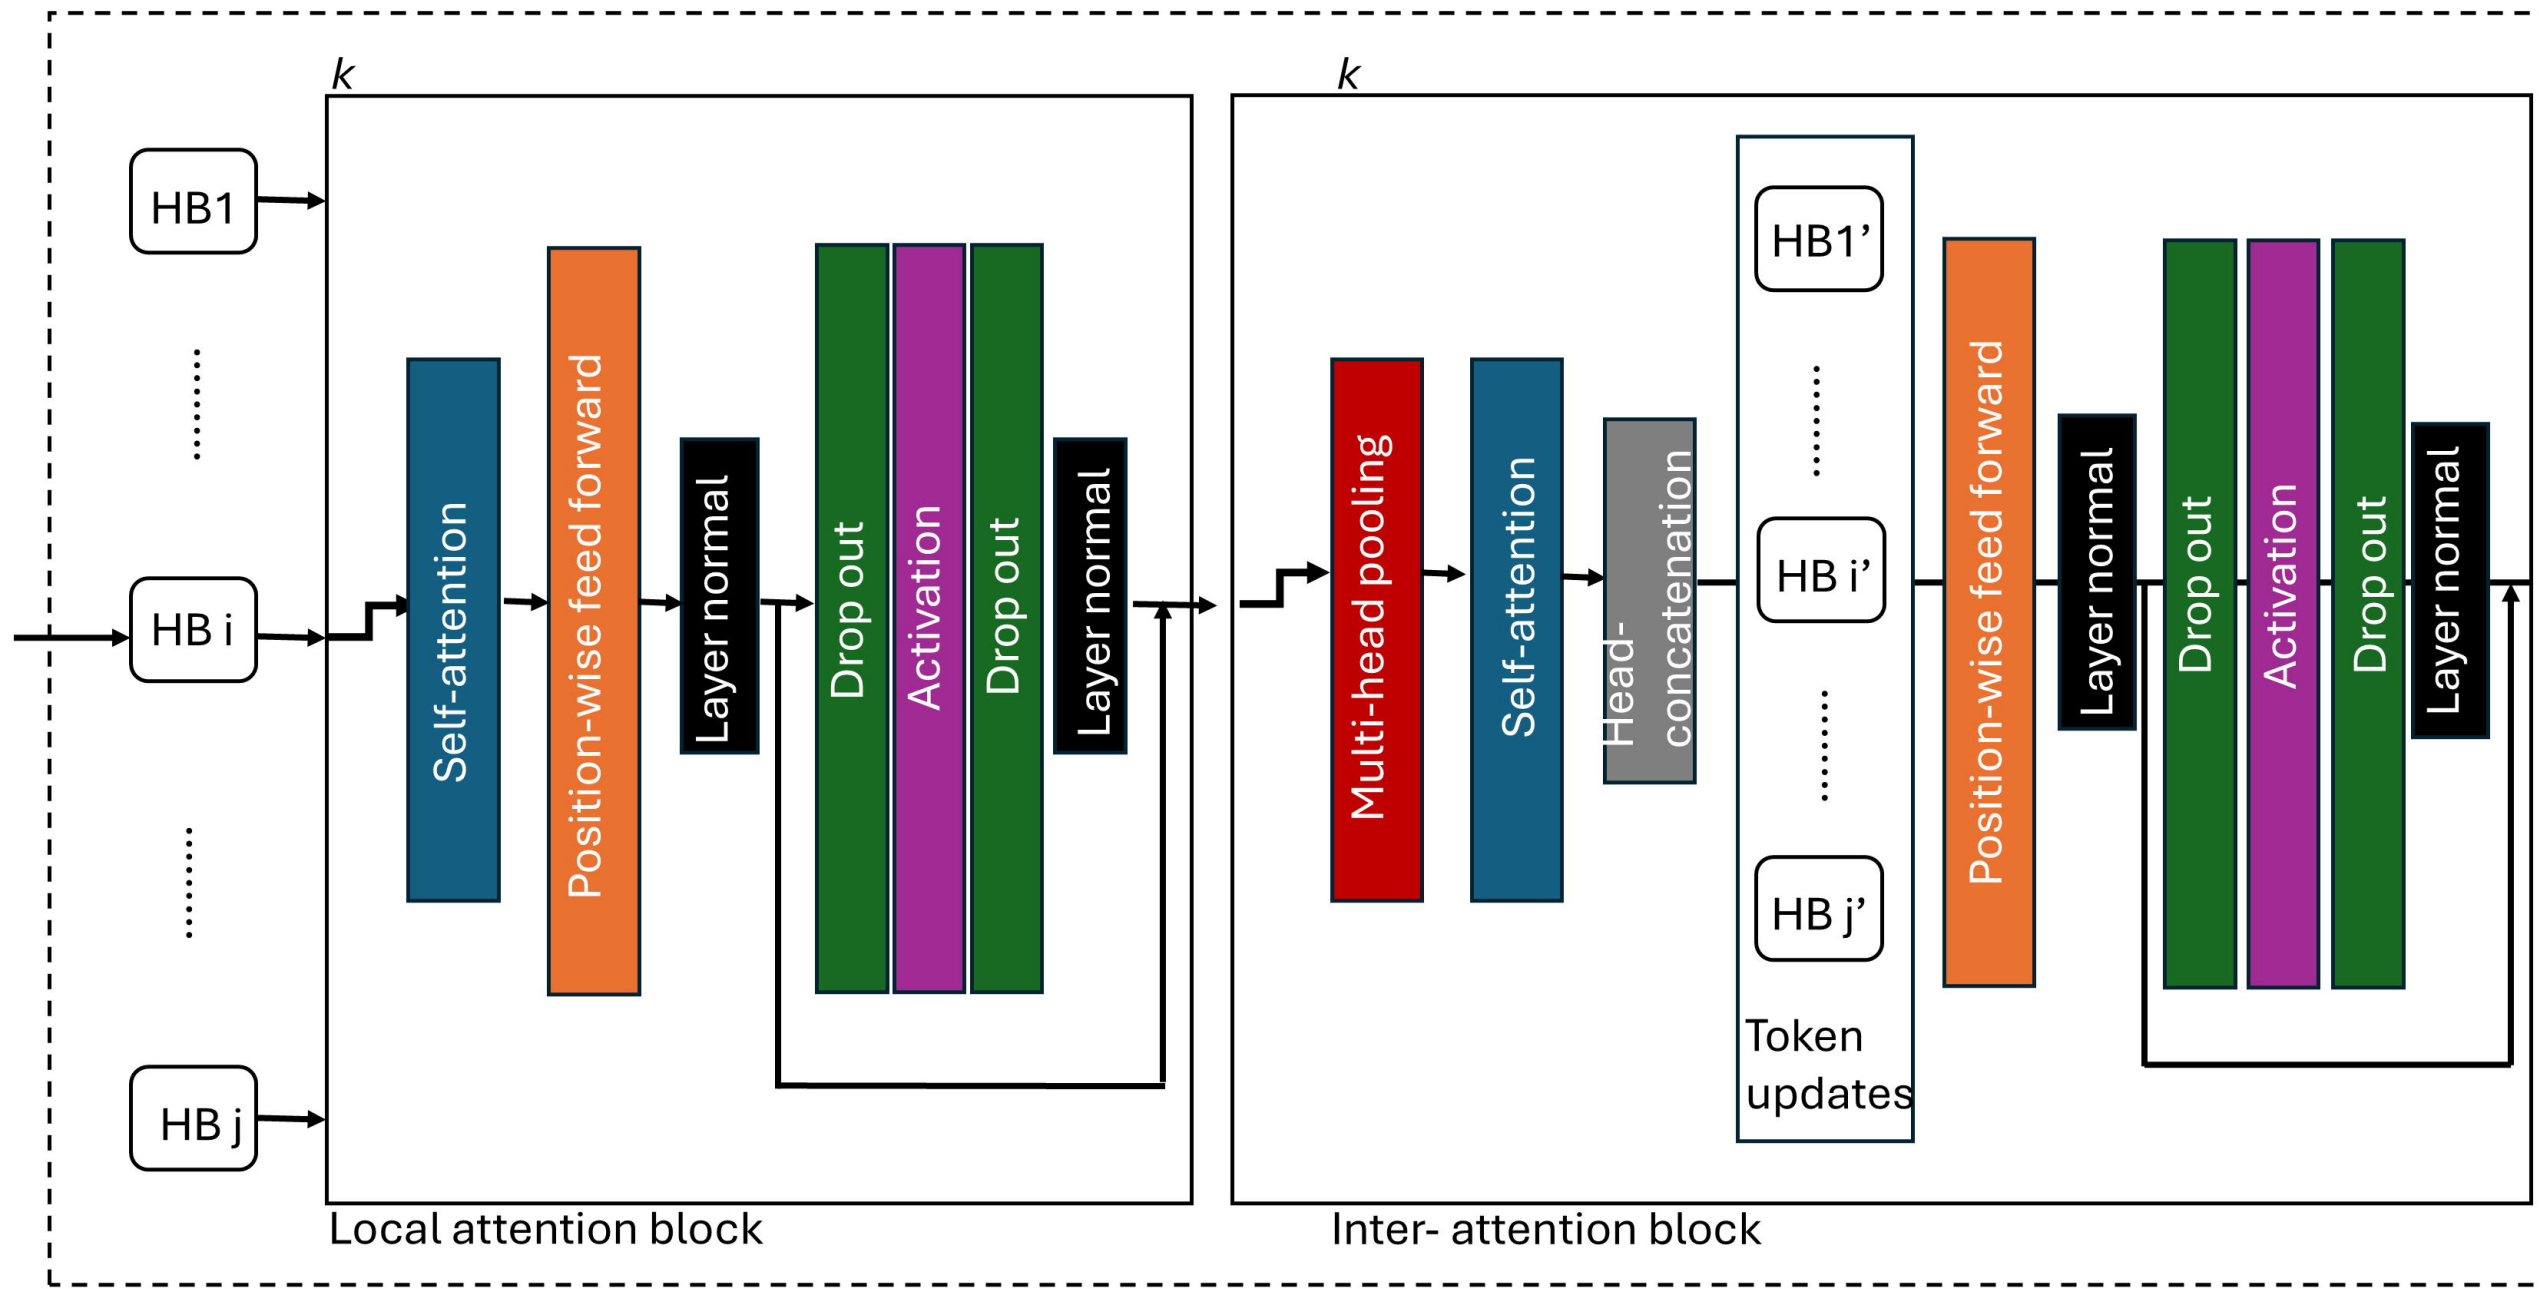 k
k
HB1
HB i
HB j
Self-attention
Position-wise feed forward
Layer normal
Drop out
Activation
Drop out
Layer normal
Local attention block
Multi-head pooling
Self-attention
Head-
concatenation
HB1’
HB i’
HB j’
Token
updates
Position-wise feed forward
Layer normal
Drop out
Activation
Drop out
Layer normal
Inter- attention block